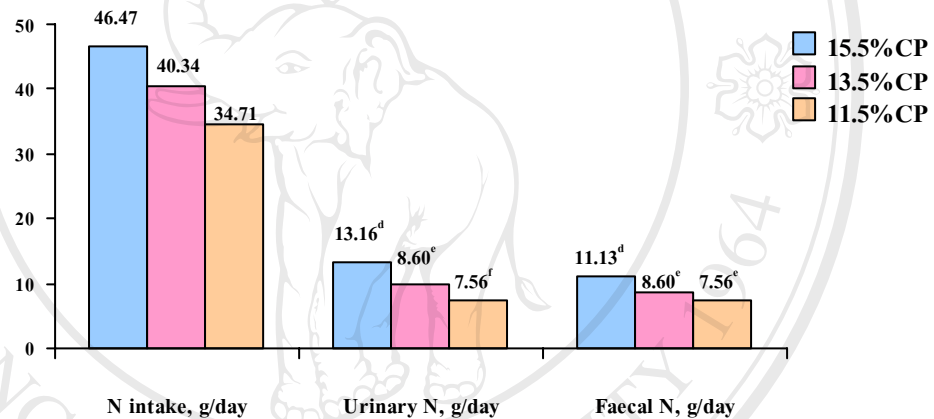 50
46.47
15.5%CP
40.34
13.5%CP
40
34.71
11.5%CP
30
20
13.16ᵈ
11.13ᵈ
8.60ᵉ
8.60ᵉ
7.56ᶠ
7.56ᵉ
10
0
N intake, g/day
Urinary N, g/day
Faecal N, g/day
1964